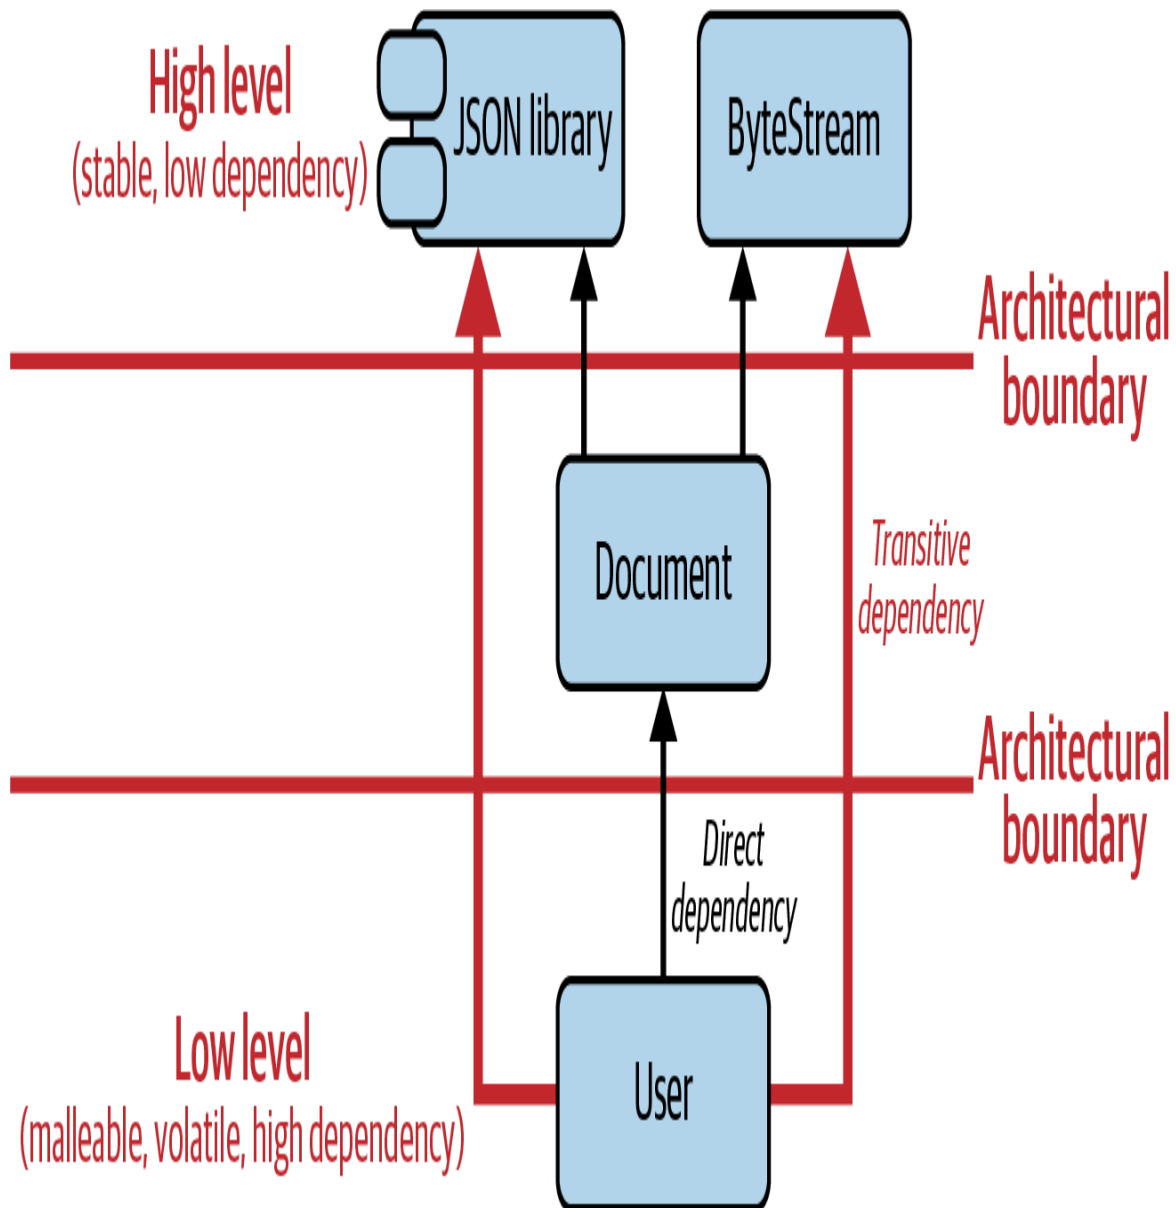 High level
(stable, low dependency)
JSON library
ByteStream
Architectural
boundary
Document
Transitive
dependency
Architectural
boundary
Direct
dependency
Low level
(malleable, volatile, high dependency)
User